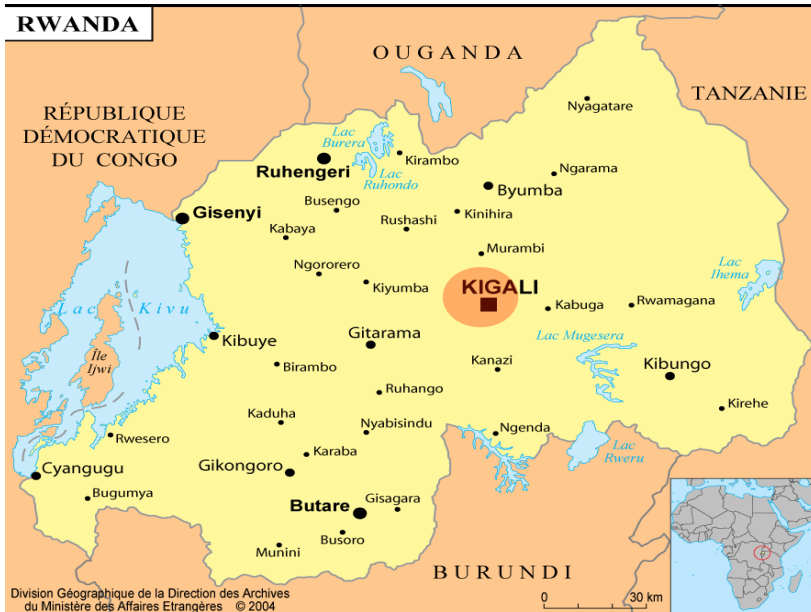 RWANDA
OUGANDA
TANZANIE
RÉPUBLIQUE
DÉMOCRATIQUE
DU CONGO
Nyagatare
Lac
Burera
Kirambo
Ruhengeri
Lac
Ruhondo
Ngarama
Byumba
Busengo
Gisenyi
Kinihira
Rushashi
Kabaya
Murambi
Lac
Ihema
Ngororero
Kiyumba
KIGALI
Lac Kivu
Kabuga
Rwamagana
Kibuye
Gitarama
Lac Mugesera
Île
Ijwi
Birambo
Kanazi
Kibungo
Ruhango
Kirehe
Kaduha
Nyabisindu
Ngenda
Rwesero
Karaba
Lac
Rweru
Cyangugu
Gikongoro
Bugumya
Butare
Gisagara
Busoro
Munini
BURUNDI
Division Géographique de la Direction des Archives
du Ministère des Affaires Etrangères © 2004
0 30 km